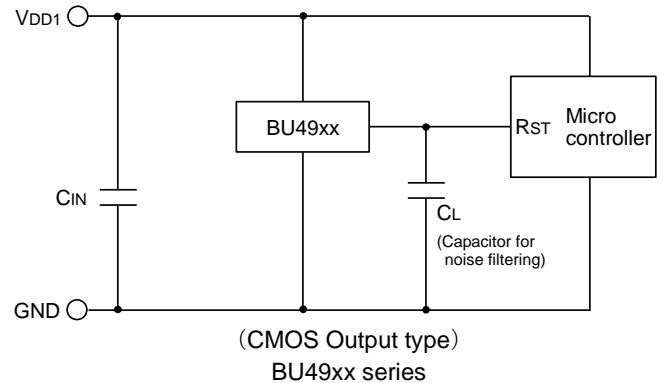 VDD1
BU49xx
RST
Micro
controller
CIN
CL
(Capacitor for
noise filtering)
GND
（CMOS Output type）
BU49xx series